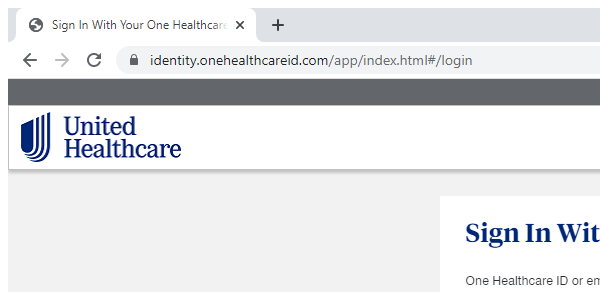 Sign In With Your One Healthcare
identity.onehealthcareid.com/app/index.html#/login
United
Healthcare
Sign In Wit
One Healthcare ID or em